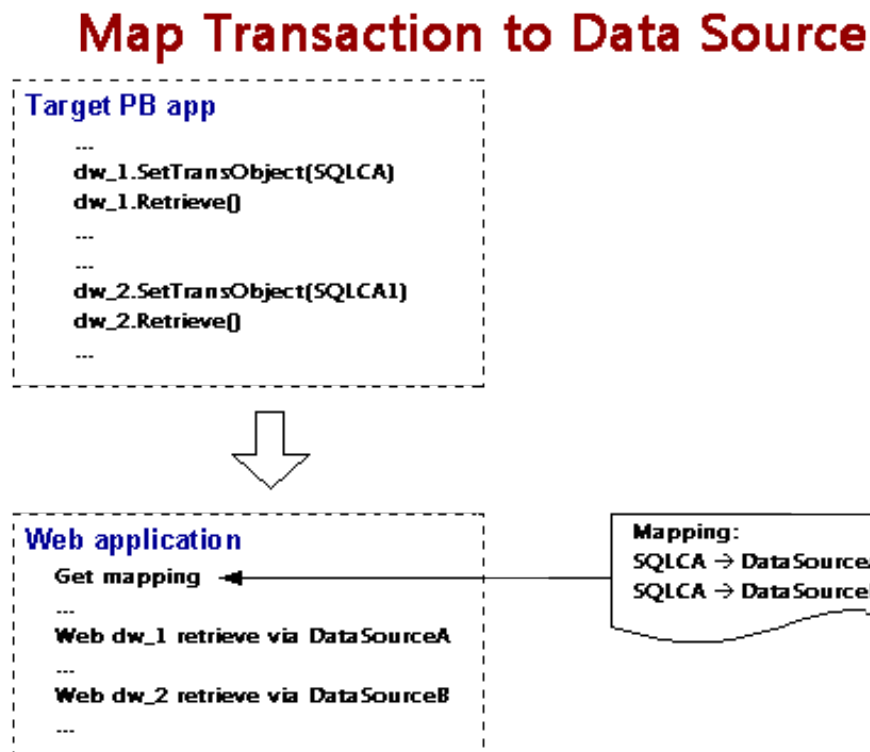 Map Transaction to Data Source
Target PB app
...
dw_1.SetTransObject(SQLCA)
dw_1.Retrieve()
...
...
dw_2.SetTransObject(SQLCA1)
dw_2.Retrieve()
...
Web application
Get mapping
...
Web dw_1 retrieve via DataSourceA
...
Web dw_2 retrieve via DataSourceB
...
Mapping:
SQLCA → DataSource
SQLCA → DataSource